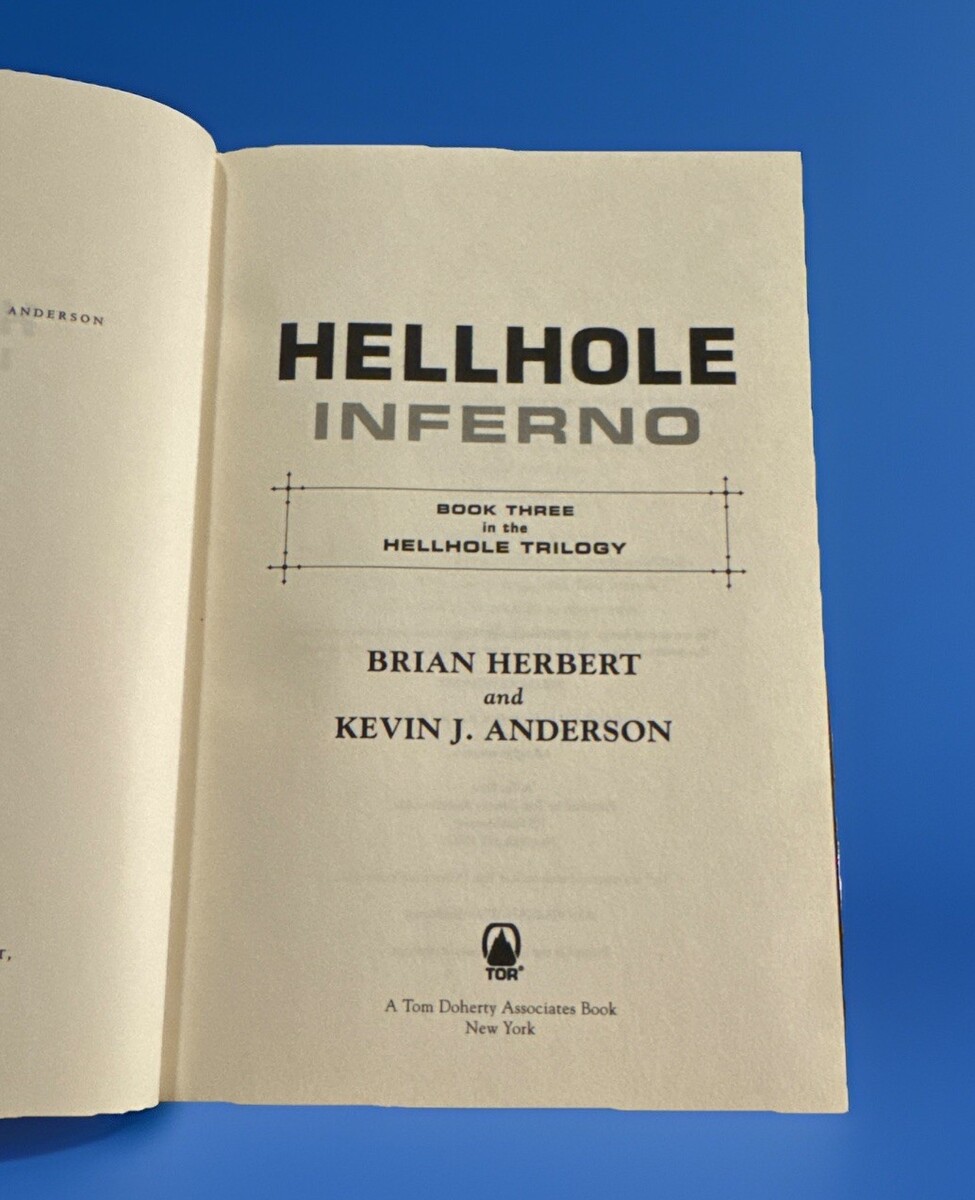 ANDERSON
r,
HELLHOLE
INFERNO
BOOK THREE
in the
HELLHOLE TRILOGY
BRIAN HERBERT
and
KEVIN J. ANDERSON
TOR®
A Tom Doherty Associates Book
New York